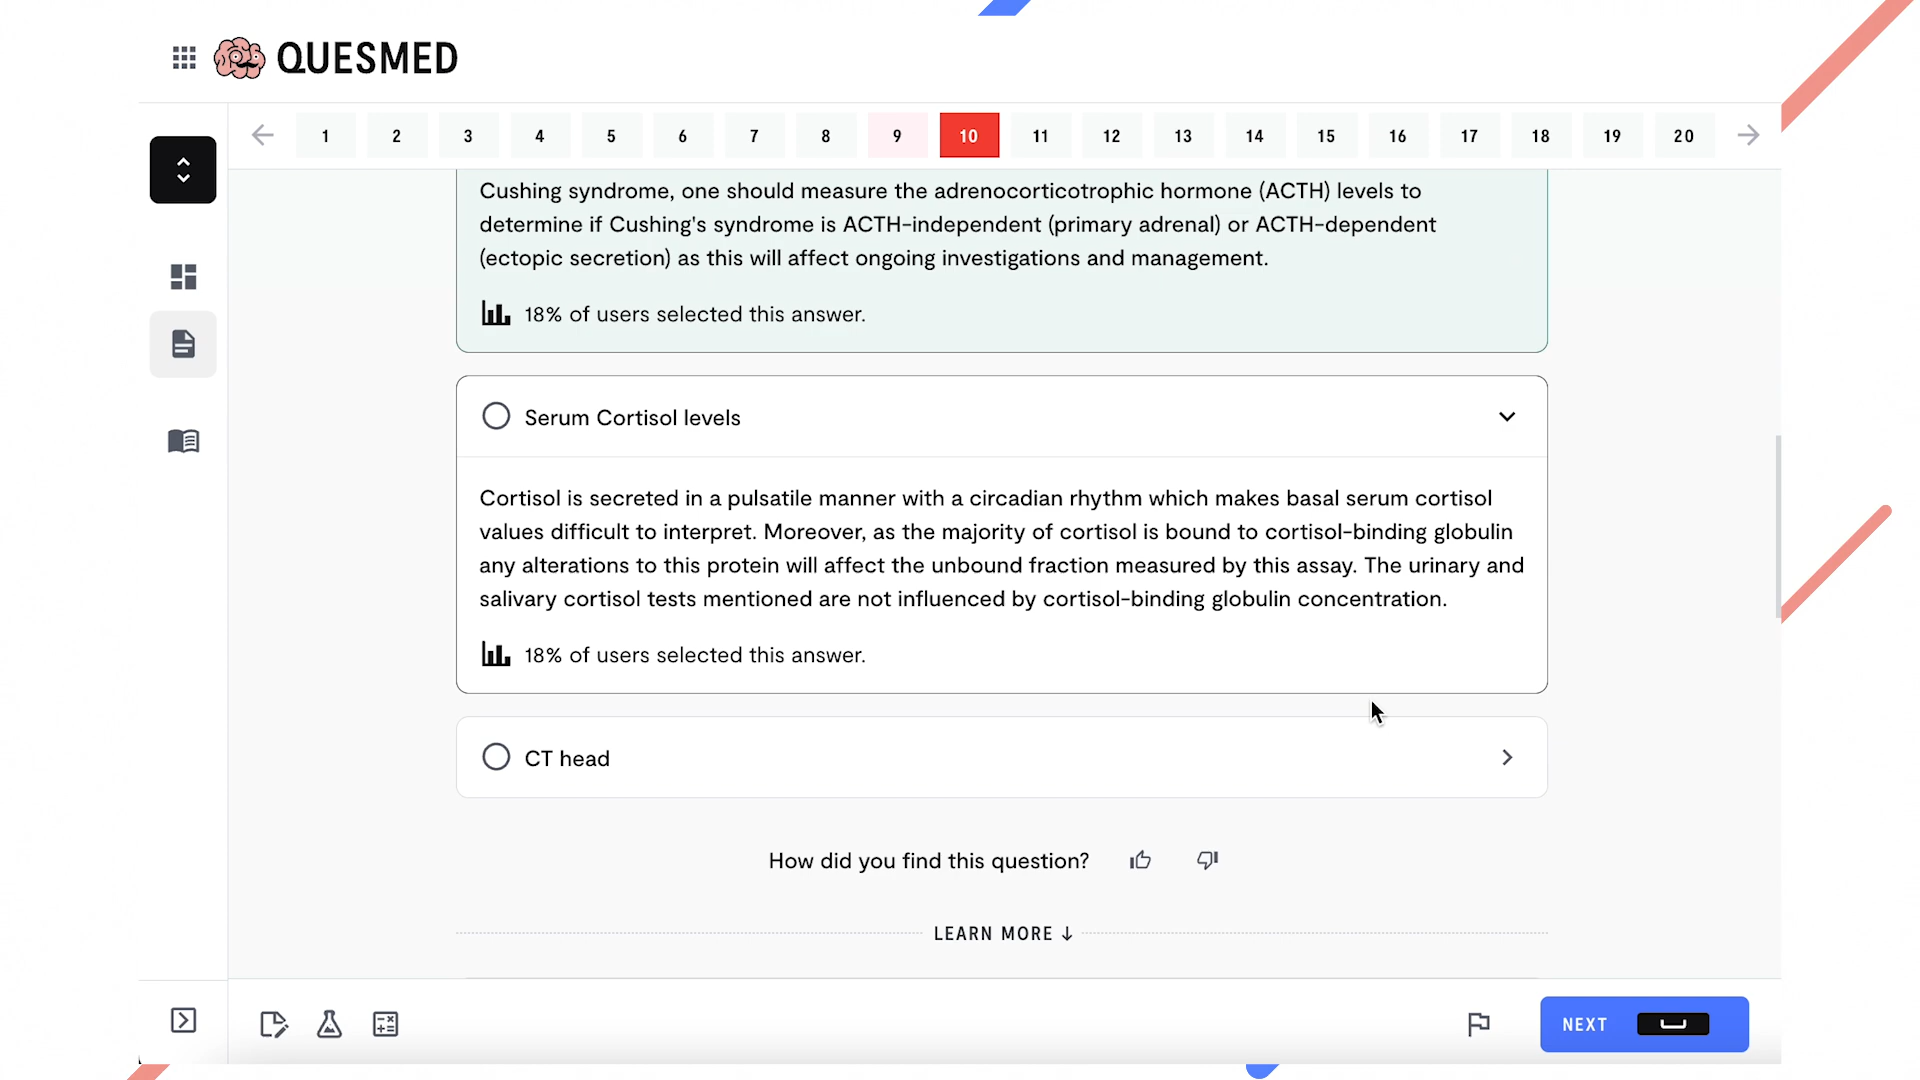 QUESMED
1 2 3 4 5 6 7 8 9 10 11 12 13 14 15 16 17 18 19 20
Cushing syndrome, one should measure the adrenocorticotrophic hormone (ACTH) levels to
determine if Cushing's syndrome is ACTH-independent (primary adrenal) or ACTH-dependent
(ectopic secretion) as this will affect ongoing investigations and management.
18% of users selected this answer.
Serum Cortisol levels
Cortisol is secreted in a pulsatile manner with a circadian rhythm which makes basal serum cortisol
values difficult to interpret. Moreover, as the majority of cortisol is bound to cortisol-binding globulin
any alterations to this protein will affect the unbound fraction measured by this assay. The urinary and
salivary cortisol tests mentioned are not influenced by cortisol-binding globulin concentration.
18% of users selected this answer.
CT head
How did you find this question?
LEARN MORE ↓
NEXT